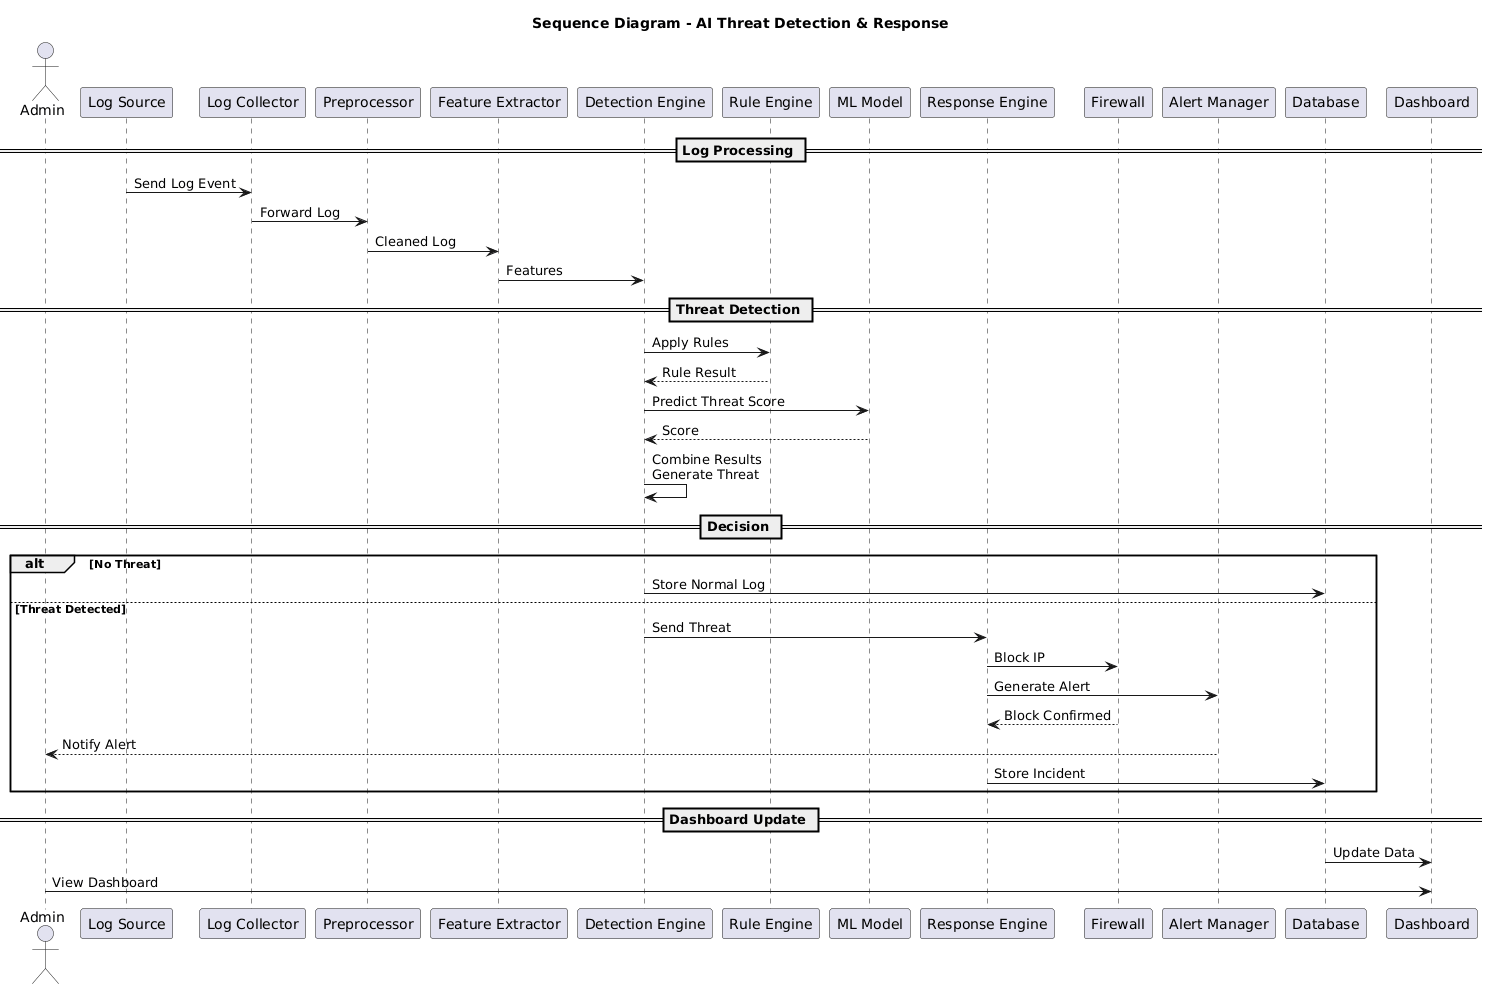 Sequence Diagram - AI Threat Detection & Response
Admin
Log Source
Log Collector
Preprocessor
Feature Extractor
Detection Engine
Rule Engine
ML Model
Response Engine
Firewall
Alert Manager
Database
Dashboard
Log Processing
Send Log Event
Forward Log
Cleaned Log
Features
Threat Detection
Apply Rules
Rule Result
Predict Threat Score
Score
Combine Results
Generate Threat
Decision
alt
[No Threat]
Store Normal Log
[Threat Detected]
Send Threat
Block IP
Generate Alert
Block Confirmed
Notify Alert
Store Incident
Dashboard Update
Update Data
View Dashboard
Admin
Log Source
Log Collector
Preprocessor
Feature Extractor
Detection Engine
Rule Engine
ML Model
Response Engine
Firewall
Alert Manager
Database
Dashboard